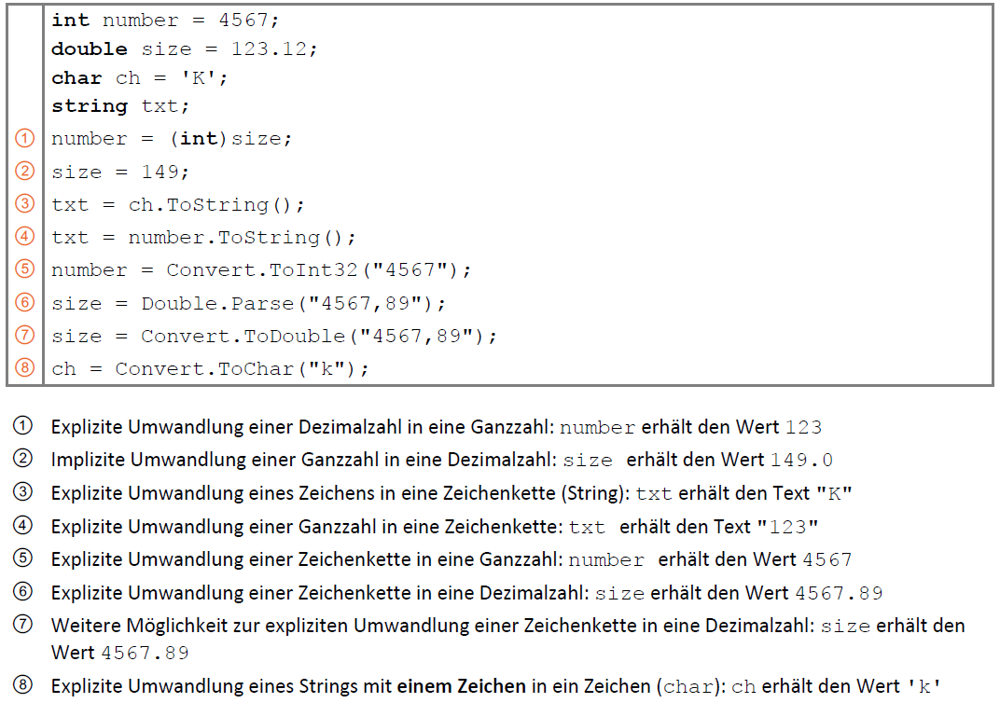 int number = 4567;
double size = 123.12;
char ch = 'K';
string txt;
① number = (int)size;
② size = 149;
③ txt = ch.ToString();
④ txt = number.ToString();
⑤ number = Convert.ToInt32("4567");
⑥ size = Double.Parse("4567,89");
⑦ size = Convert.ToDouble("4567,89");
⑧ ch = Convert.ToChar("k");
① Explizite Umwandlung einer Dezimalzahl in eine Ganzzahl: number erhält den Wert 123
② Implizite Umwandlung einer Ganzzahl in eine Dezimalzahl: size erhält den Wert 149.0
③ Explizite Umwandlung eines Zeichens in eine Zeichenkette (String): txt erhält den Text "K"
④ Explizite Umwandlung einer Ganzzahl in eine Zeichenkette: txt erhält den Text "123"
⑤ Explizite Umwandlung einer Zeichenkette in eine Ganzzahl: number erhält den Wert 4567
⑥ Explizite Umwandlung einer Zeichenkette in eine Dezimalzahl: size erhält den Wert 4567.89
⑦ Weitere Möglichkeit zur expliziten Umwandlung einer Zeichenkette in eine Dezimalzahl: size erhält den
Wert 4567.89
⑧ Explizite Umwandlung eines Strings mit einem Zeichen in ein Zeichen (char): ch erhält den Wert 'k'